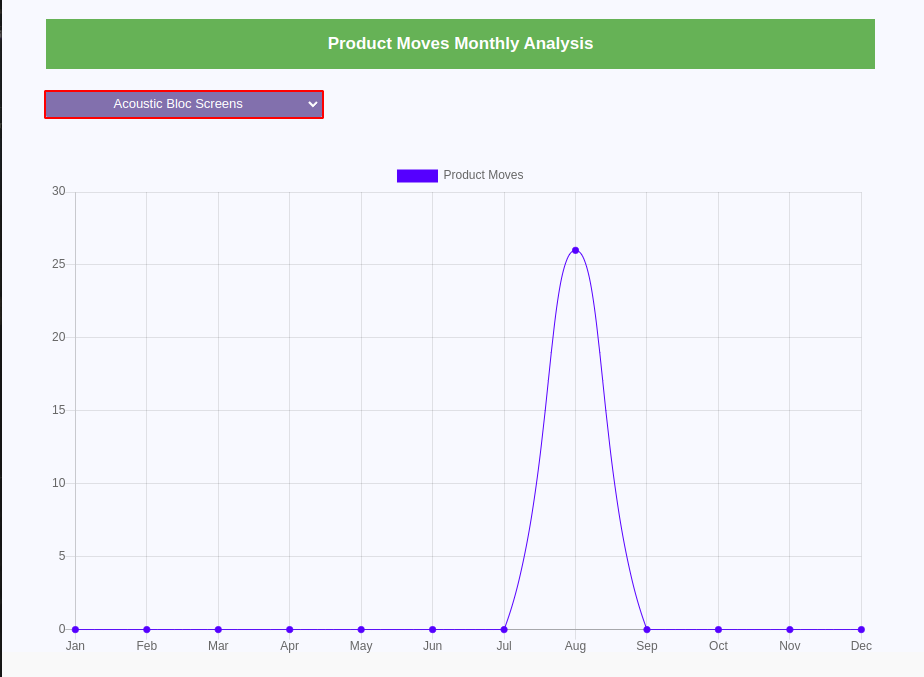 Product Moves Monthly Analysis
Acoustic Bloc Screens
Product Moves
30
25
20
15
10
5
0
Jan Feb Mar Apr May Jun Jul Aug Sep Oct Nov Dec